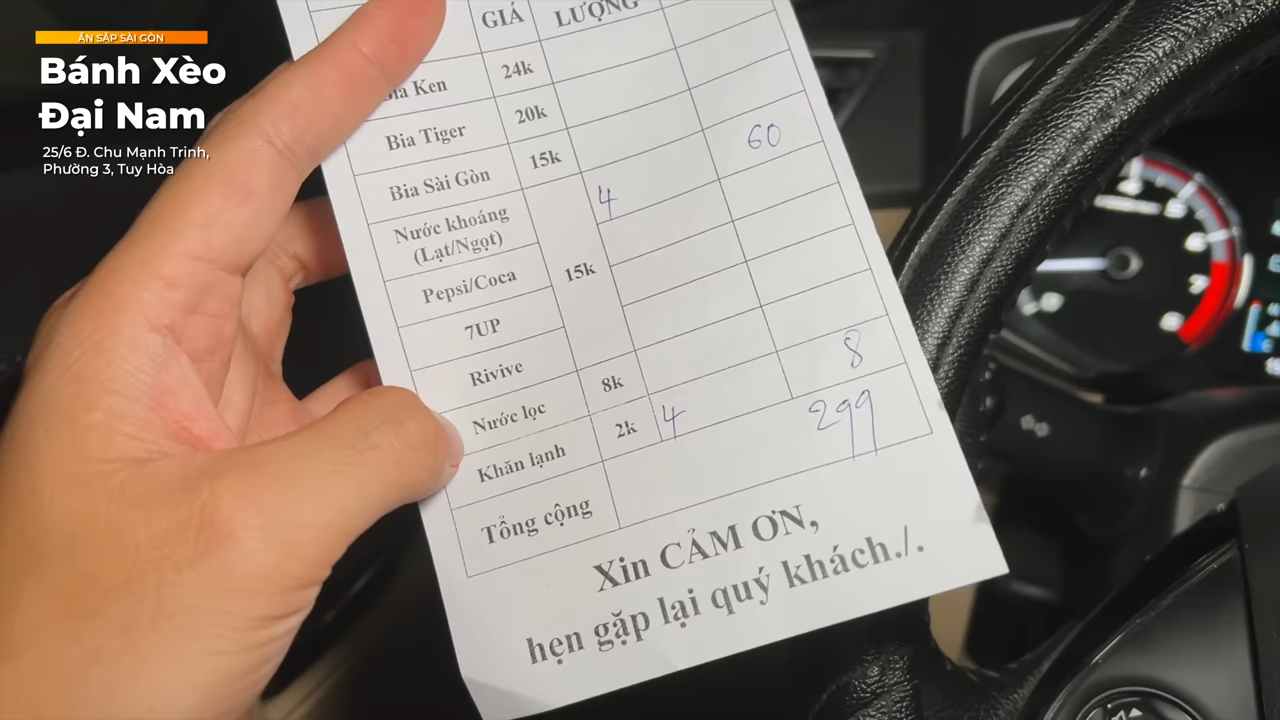 ĂN SẬP SÀI GÒN
Bánh Xèo
Đại Nam
25/6 Đ. Chu Mạnh Trinh,
Phường 3, Tuy Hòa
GIÁ LƯỢNG
Ken 24k
Bia Tiger 20k
Bia Sài Gòn 15k
Nước khoáng
(Lạt/Ngọt) 4 60
Pepsi/Coca 15k
7UP
Rivive
Nước lọc 8k
Khăn lạnh 2k 4 8
Tổng cộng 299
Xin CẢM ƠN,
hẹn gặp lại quý khách./.